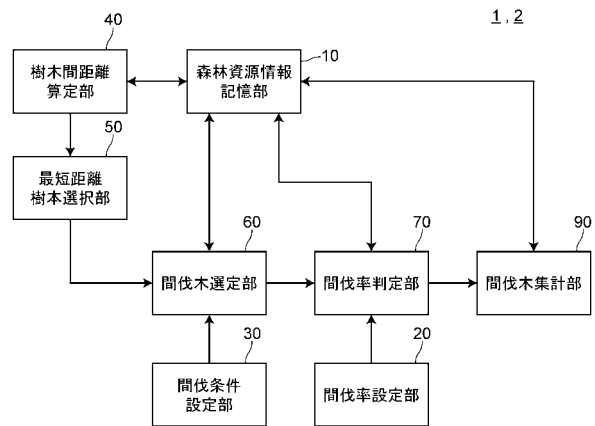 1, 2
40
樹木間距離
算定部
10
森林資源情報
記憶部
50
最短距離
樹本選択部
60
間伐木選定部
70
間伐率判定部
90
間伐木集計部
30
間伐条件
設定部
20
間伐率設定部